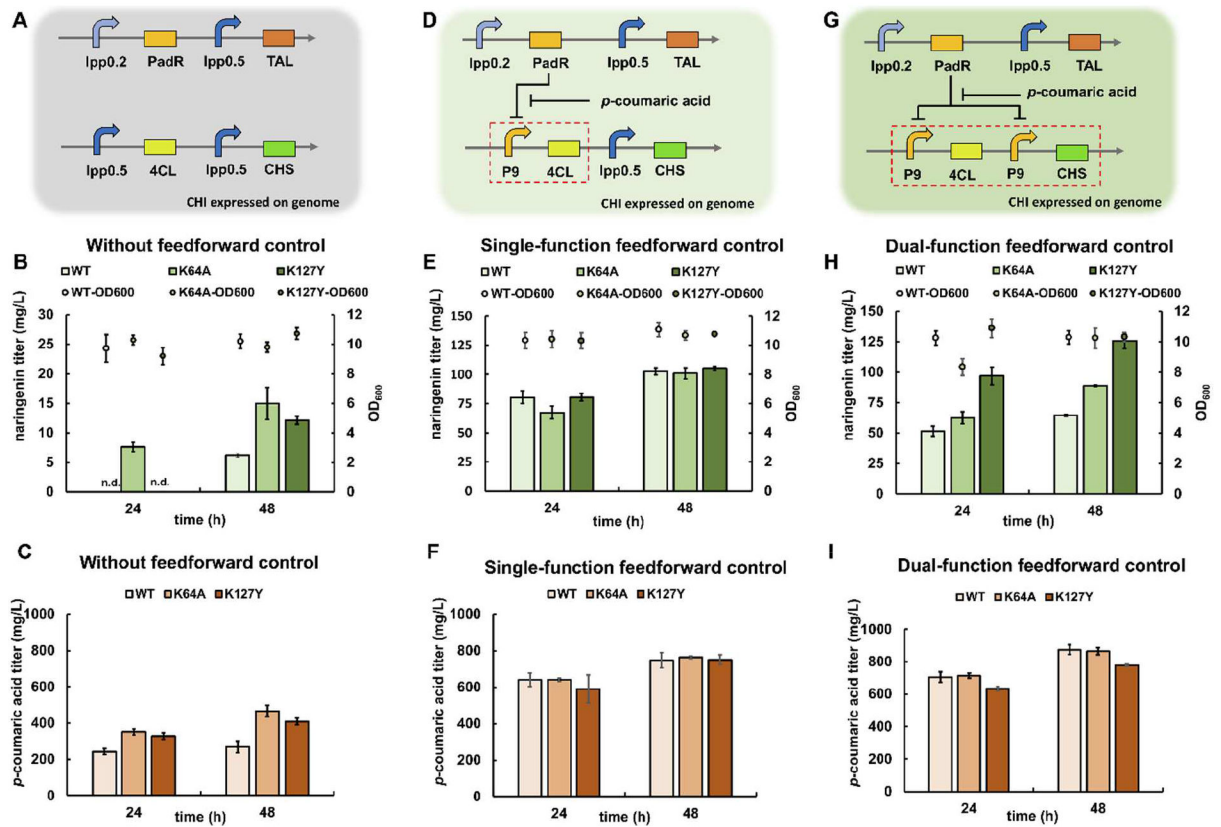 A
lpp0.2 PadR lpp0.5 TAL
lpp0.5 4CL lpp0.5 CHS
CHI expressed on genome
D
lpp0.2 PadR lpp0.5 TAL
p-coumaric acid
P9 4CL lpp0.5 CHS
CHI expressed on genome
G
lpp0.2 PadR lpp0.5 TAL
p-coumaric acid
P9 4CL P9 CHS
CHI expressed on genome
B
Without feedforward control
WT K64A K127Y
WT-OD600 K64A-OD600 K127Y-OD600
naringenin titer (mg/L)
30
25
20
15
10
5
0
n.d. n.d.
12
10
8
6
4
2
0
OD600
24 48
time (h)
E
Single-function feedforward control
WT K64A K127Y
WT-OD600 K64A-OD600 K127Y-OD600
naringenin titer (mg/L)
150
125
100
75
50
25
0
12
10
8
6
4
2
0
OD600
24 48
time (h)
H
Dual-function feedforward control
WT K64A K127Y
WT-OD600 K64A-OD600 K127Y-OD600
naringenin titer (mg/L)
150
125
100
75
50
25
0
12
10
8
6
4
2
0
OD600
24 48
time (h)
C
Without feedforward control
WT K64A K127Y
p-coumaric acid titer (mg/L)
1000
800
600
400
200
0
24 48
time (h)
F
Single-function feedforward control
WT K64A K127Y
p-coumaric acid titer (mg/L)
1000
800
600
400
200
0
24 48
time (h)
I
Dual-function feedforward control
WT K64A K127Y
p-coumaric acid titer (mg/L)
1000
800
600
400
200
0
24 48
time (h)